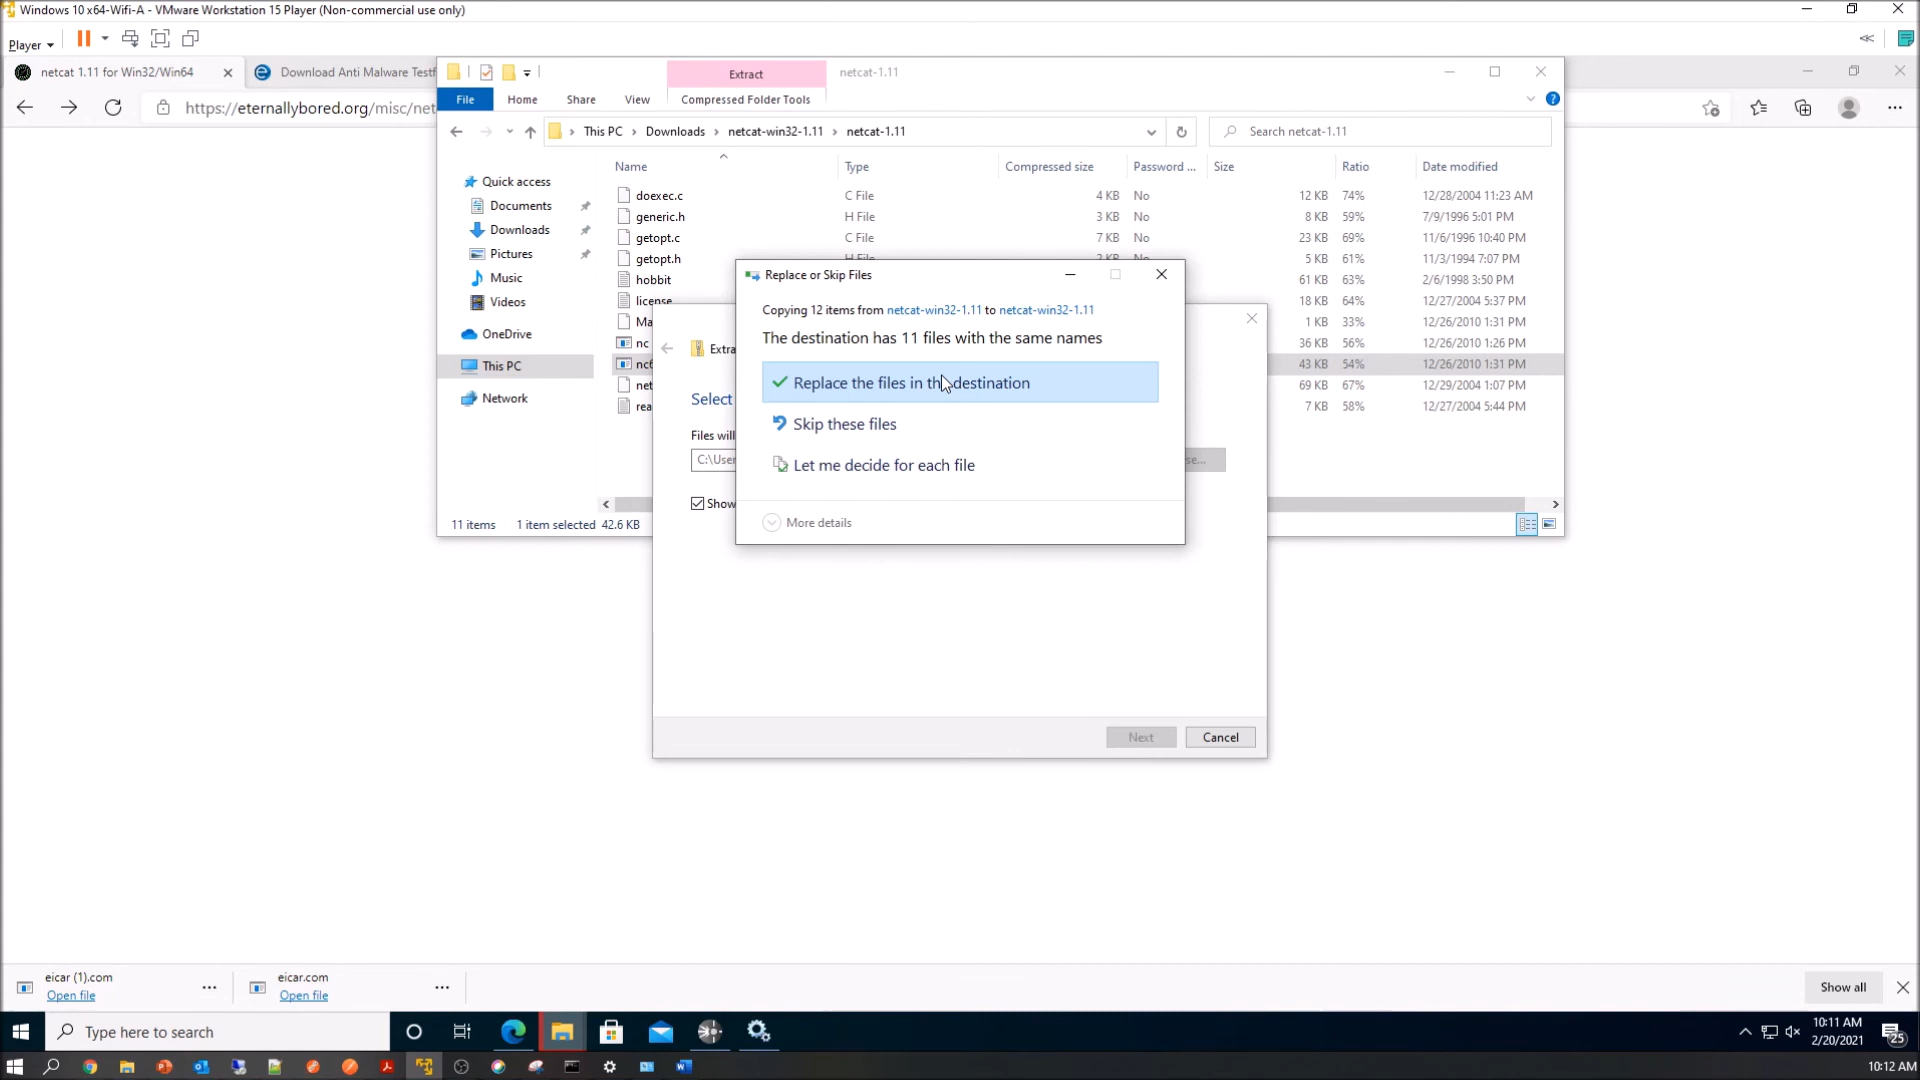 Windows 10 x64-Wifi-A - VMware Workstation 15 Player (Non-commercial use only)
Player
netcat 1.11 for Win32/Win64
Download Anti Malware Testf
https://eternallybored.org/misc/net
Extract
netcat-1.11
File
Home
Share
View
Compressed Folder Tools
This PC > Downloads > netcat-win32-1.11 > netcat-1.11
Search netcat-1.11
Quick access
Documents
Downloads
Pictures
Music
Videos
OneDrive
This PC
Network
Name Type Compressed size Password ... Size Ratio Date modified
doexec.c C File 4 KB No 12 KB 74% 12/28/2004 11:23 AM
generic.h H File 3 KB No 8 KB 59% 7/9/1996 5:01 PM
getopt.c C File 7 KB No 23 KB 69% 11/6/1996 10:40 PM
getopt.h H File 2 KB No 5 KB 61% 11/3/1994 7:07 PM
hobbit 61 KB 63% 2/6/1998 3:50 PM
license 18 KB 64% 12/27/2004 5:37 PM
Ma 1 KB 33% 12/26/2010 1:31 PM
nc 36 KB 56% 12/26/2010 1:26 PM
nc6 43 KB 54% 12/26/2010 1:31 PM
net 69 KB 67% 12/29/2004 1:07 PM
rea 7 KB 58% 12/27/2004 5:44 PM
11 items 1 item selected 42.6 KB
Extra
Select
Files will
C:\User
se...
Show
Next
Cancel
Replace or Skip Files
Copying 12 items from netcat-win32-1.11 to netcat-win32-1.11
The destination has 11 files with the same names
Replace the files in the destination
Skip these files
Let me decide for each file
More details
eicar (1).com
Open file
eicar.com
Open file
Show all
Type here to search
10:11 AM
2/20/2021
25
10:12 AM